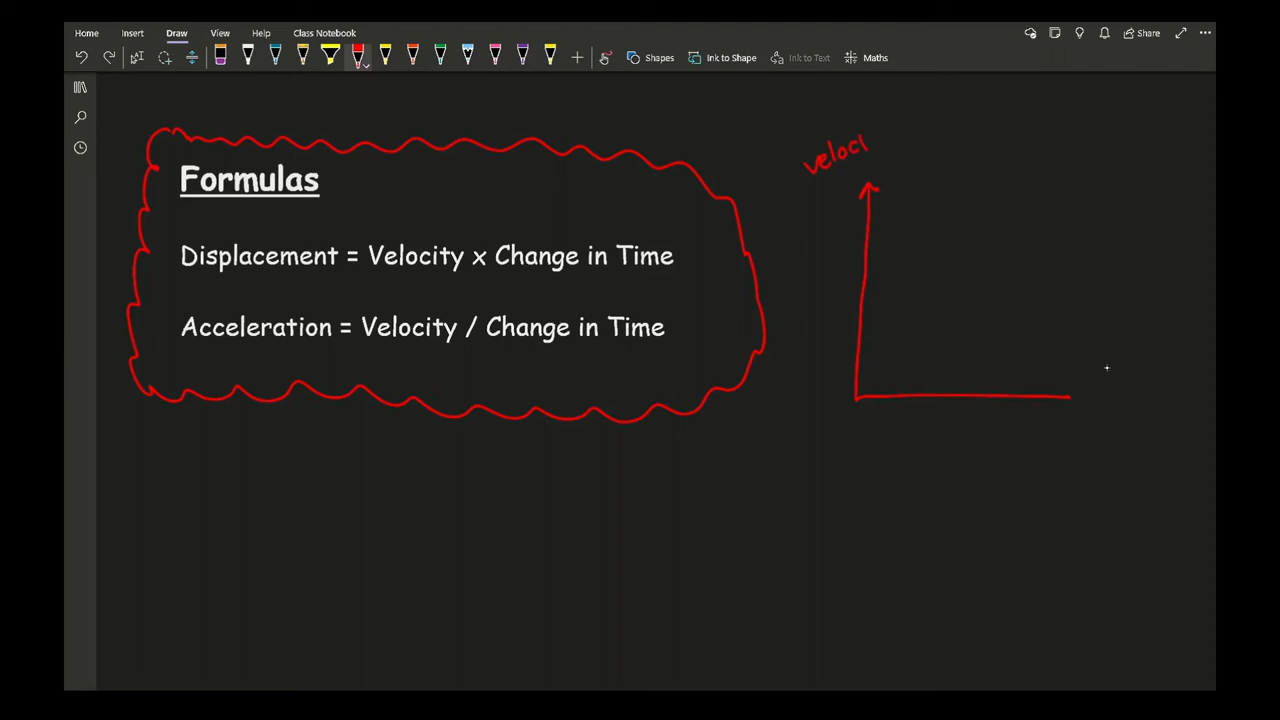 Home Insert Draw View Help Class Notebook
Share
Shapes Ink to Shape Ink to Text Maths
veloci
Formulas
Displacement = Velocity x Change in Time
Acceleration = Velocity / Change in Time